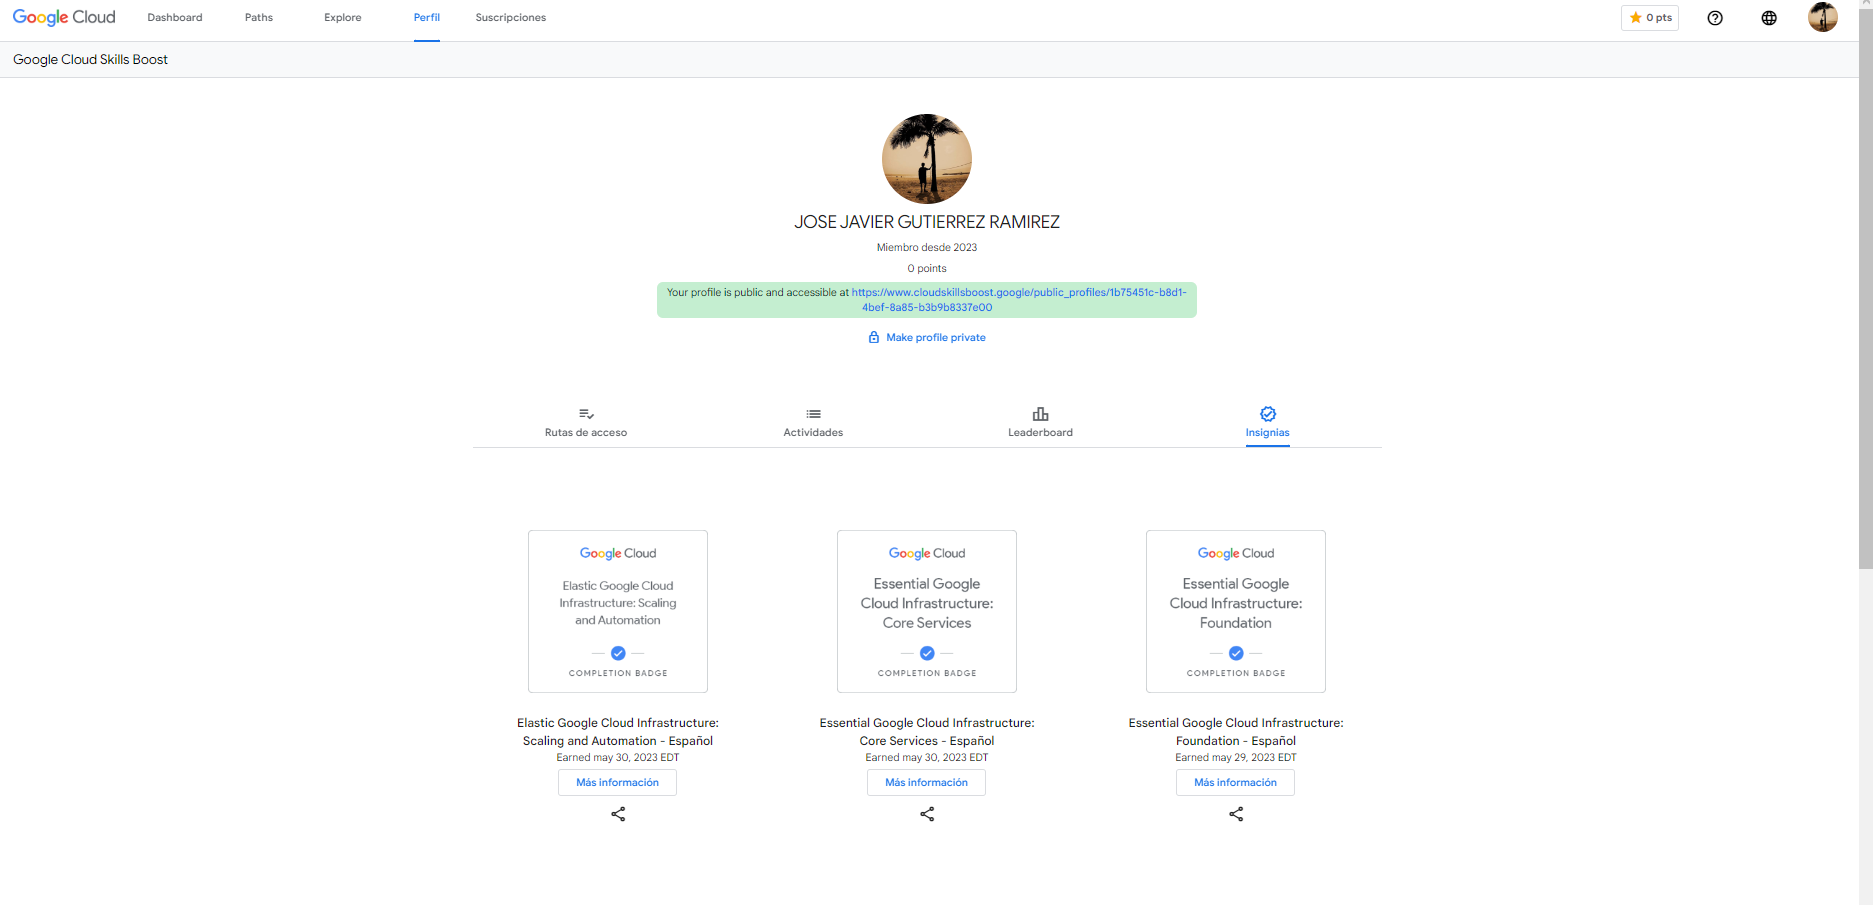 Google Cloud Dashboard Paths Explore Perfil Suscripciones 0 pts
Google Cloud Skills Boost
JOSE JAVIER GUTIERREZ RAMIREZ
Miembro desde 2023
0 points
Your profile is public and accessible at https://www.cloudskillsboost.google/public_profiles/1b75451c-b8d1-
4bef-8a85-b3b9b8337e00
Make profile private
Rutas de acceso Actividades Leaderboard Insignias
Google Cloud
Elastic Google Cloud
Infrastructure: Scaling
and Automation
COMPLETION BADGE
Elastic Google Cloud Infrastructure:
Scaling and Automation - Español
Earned may 30, 2023 EDT
Más información
Google Cloud
Essential Google
Cloud Infrastructure:
Core Services
COMPLETION BADGE
Essential Google Cloud Infrastructure:
Core Services - Español
Earned may 30, 2023 EDT
Más información
Google Cloud
Essential Google
Cloud Infrastructure:
Foundation
COMPLETION BADGE
Essential Google Cloud Infrastructure:
Foundation - Español
Earned may 29, 2023 EDT
Más información